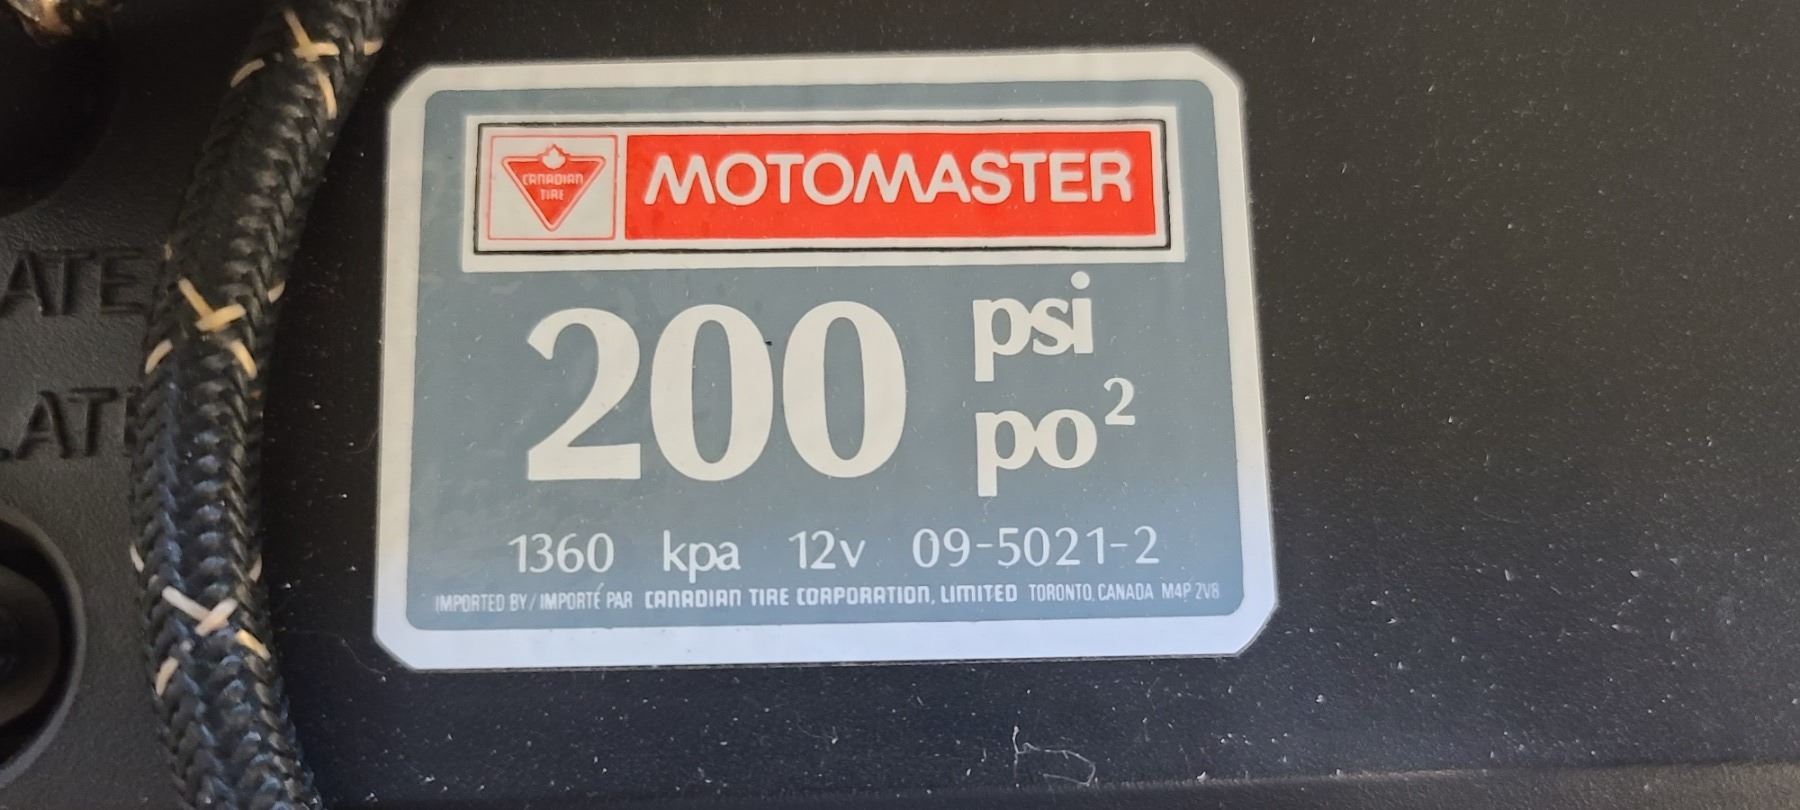 CANADIAN
TIRE
MOTOMASTER
200 psi
po²
1360 kpa 12v 09-5021-2
IMPORTED BY / IMPORTÉ PAR CANADIAN TIRE CORPORATION, LIMITED TORONTO, CANADA M4P 2V8